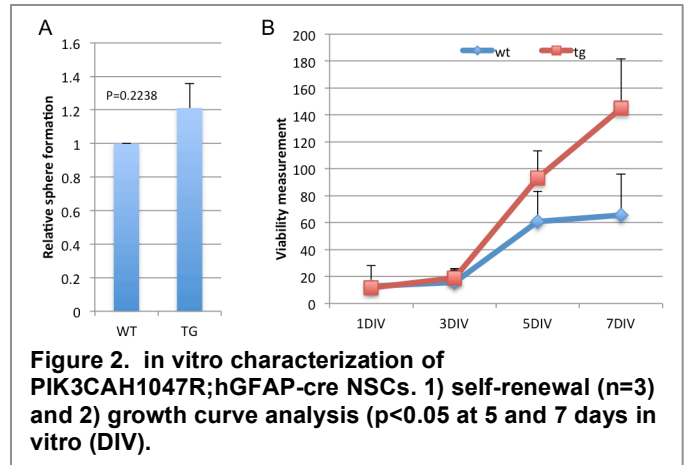 A
Relative sphere formation
1.6
1.4
1.2
1
0.8
0.6
0.4
0.2
0
P=0.2238
WT TG
B
Viability measurement
200
180
160
140
120
100
80
60
40
20
0
wt tg
1DIV 3DIV 5DIV 7DIV
Figure 2. in vitro characterization of
PIK3CAH1047R;hGFAP-cre NSCs. 1) self-renewal (n=3)
and 2) growth curve analysis (p<0.05 at 5 and 7 days in
vitro (DIV).